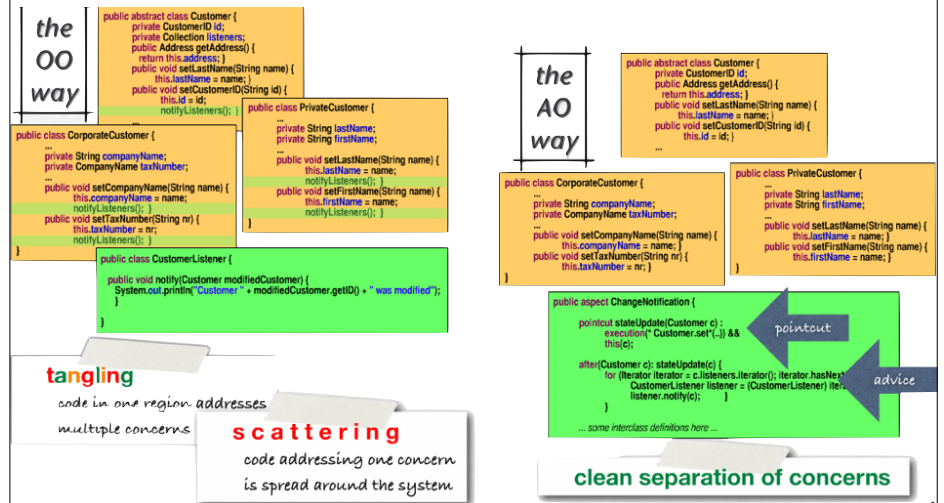 the
OO
way
public abstract class Customer {
private CustomerID id;
private Collection listeners;
public Address getAddress() {
return this.address; }
public void setLastName(String name) {
this.lastName = name; }
public void setCustomerID(String id) {
this.id = id;
notifyListeners(); }
...
public class PrivateCustomer {
...
private String lastName;
private String firstName;
...
public void setLastName(String name) {
this.lastName = name;
notifyListeners(); }
public void setFirstName(String name) {
this.firstName = name;
notifyListeners(); }
}
public class CorporateCustomer {
...
private String companyName;
private CompanyName taxNumber;
...
public void setCompanyName(String name) {
this.companyName = name;
notifyListeners(); }
public void setTaxNumber(String nr) {
this.taxNumber = nr;
notifyListeners(); }
}
public class CustomerListener {
public void notify(Customer modifiedCustomer) {
System.out.println("Customer " + modifiedCustomer.getID() + " was modified");
}
}
tangling
code in one region addresses
multiple concerns
scattering
code addressing one concern
is spread around the system
the
AO
way
public abstract class Customer {
private CustomerID id;
public Address getAddress() {
return this.address; }
public void setLastName(String name) {
this.lastName = name; }
public void setCustomerID(String id) {
this.id = id; }
...
public class CorporateCustomer {
...
private String companyName;
private CompanyName taxNumber;
...
public void setCompanyName(String name) {
this.companyName = name; }
public void setTaxNumber(String nr) {
this.taxNumber = nr; }
}
public class PrivateCustomer {
...
private String lastName;
private String firstName;
...
public void setLastName(String name) {
this.lastName = name; }
public void setFirstName(String name) {
this.firstName = name; }
}
public aspect ChangeNotification {
pointcut stateUpdate(Customer c) :
execution(* Customer.set*(..)) &&
this(c);
pointcut
after(Customer c): stateUpdate(c) {
for (Iterator iterator = c.listeners.iterator(); iterator.hasNext
CustomerListener listener = (CustomerListener)
listener.notify(c); }
}
advice
... some interclass definitions here ...
clean separation of concerns